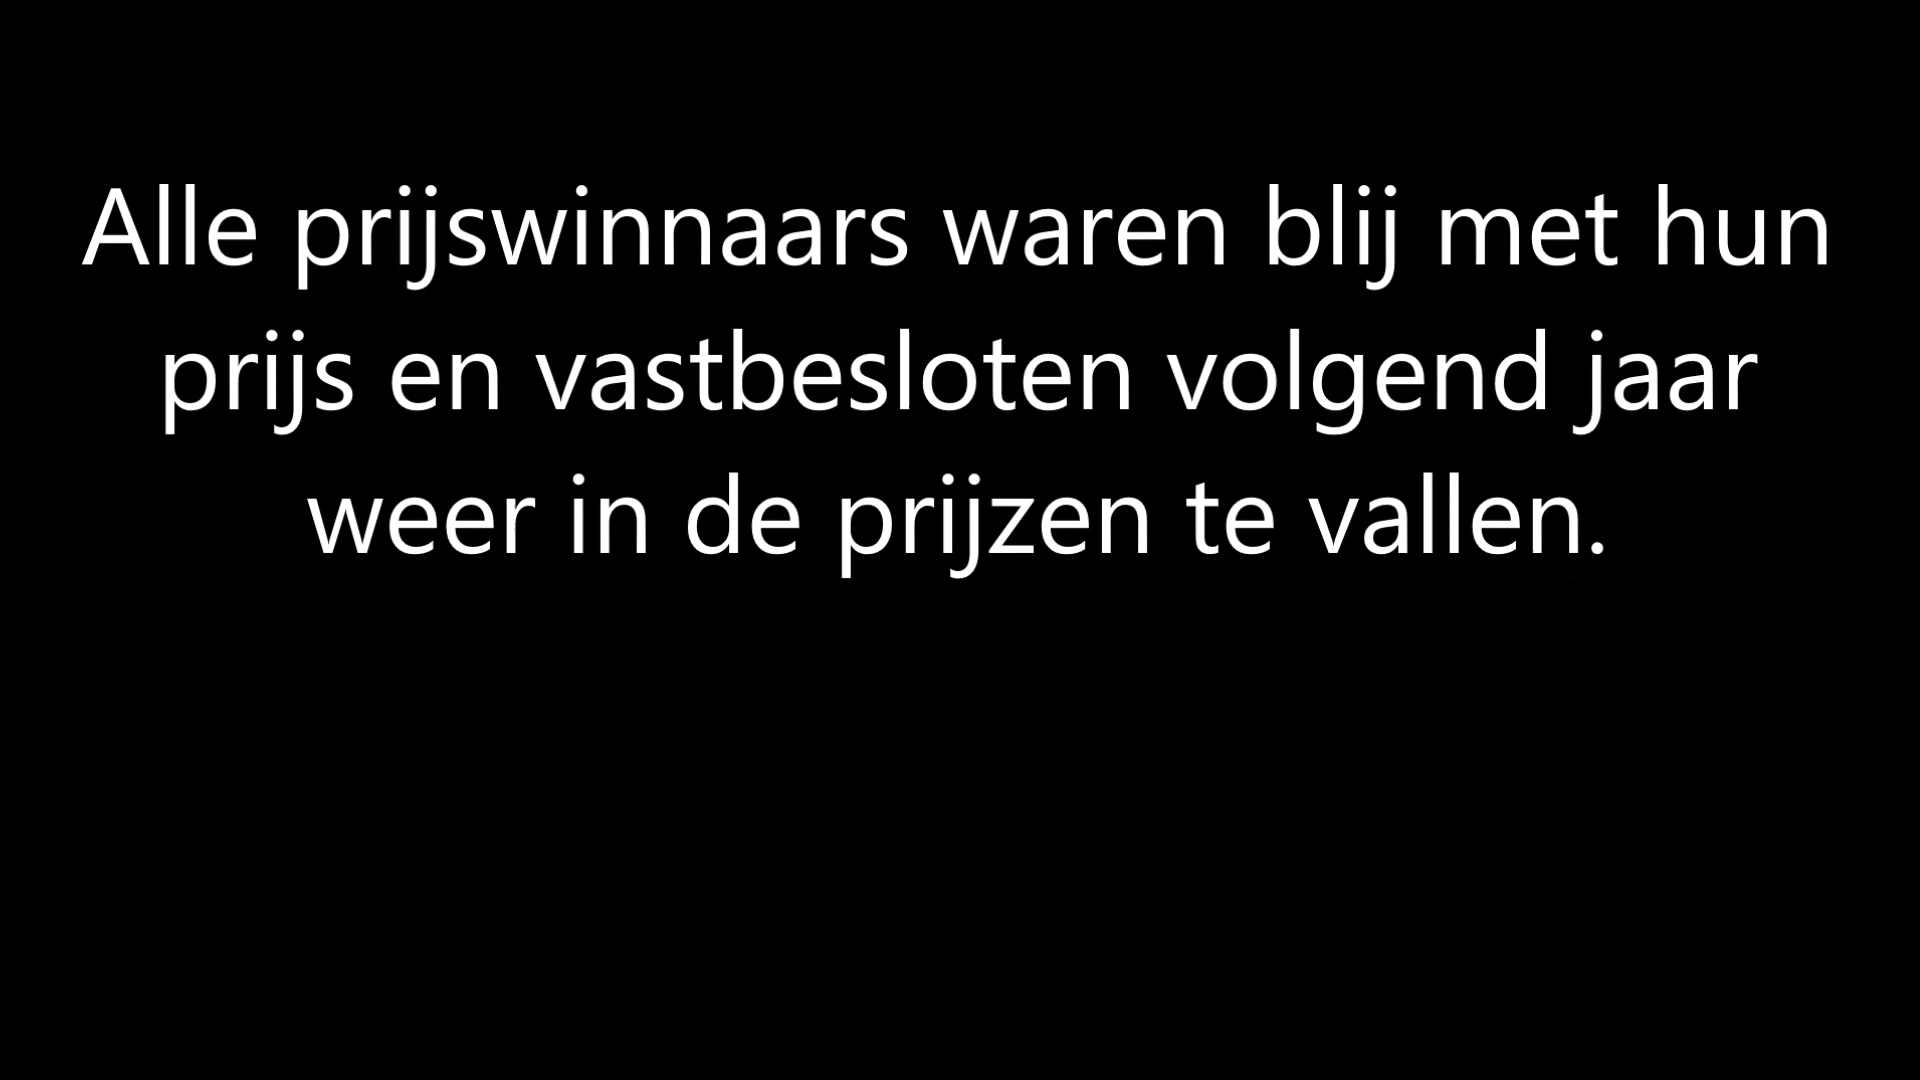 Alle prijswinnaars waren blij met hun
prijs en vastbesloten volgend jaar
weer in de prijzen te vallen.